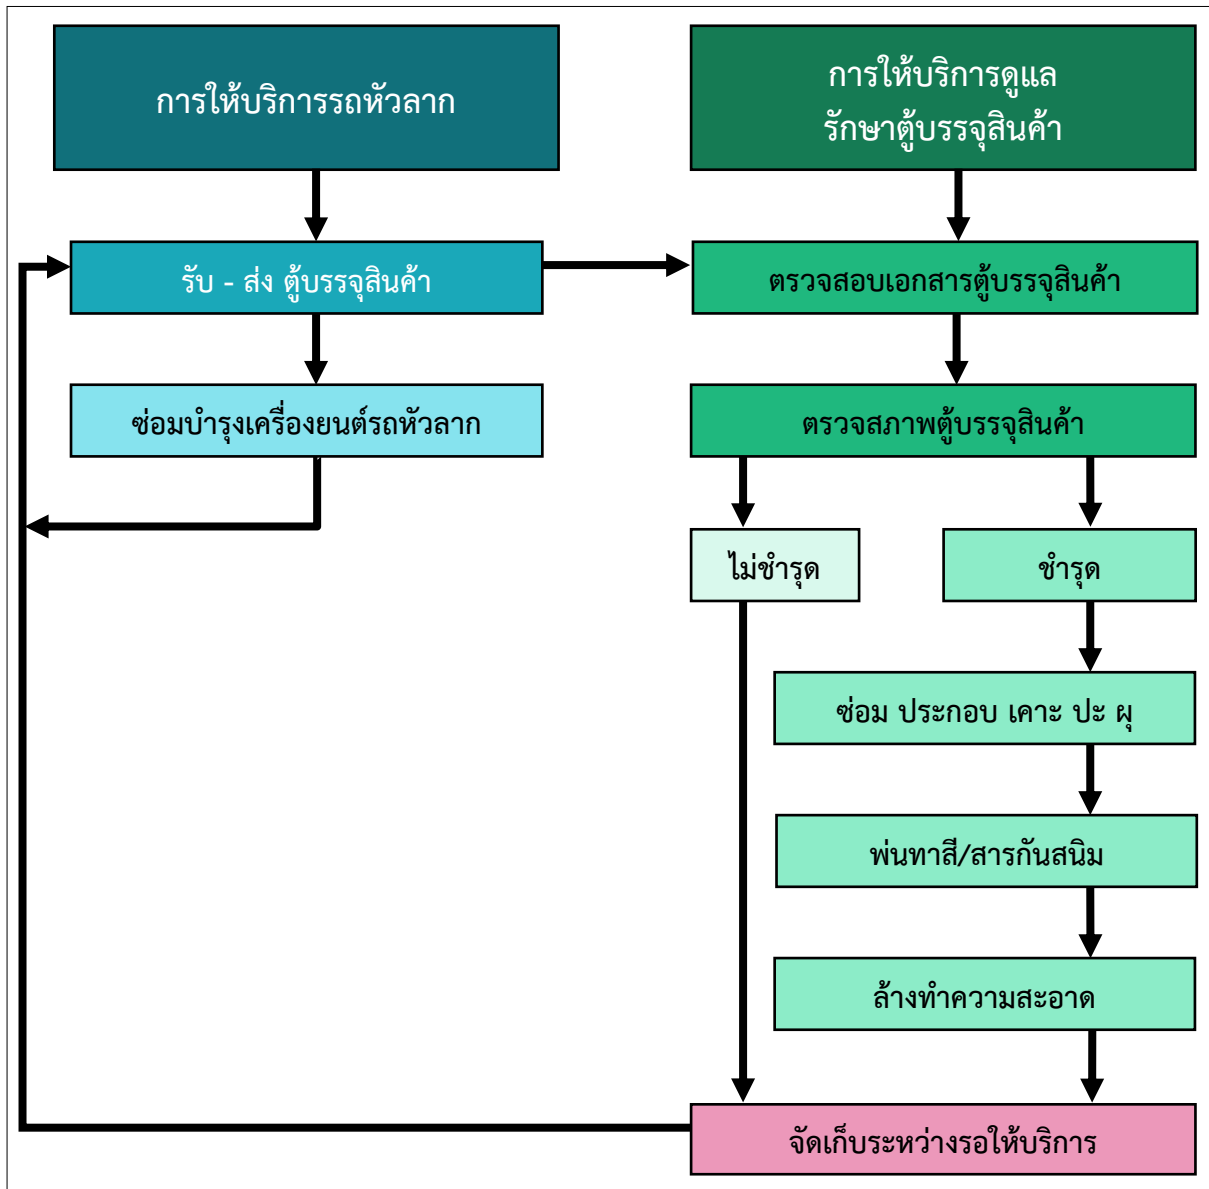 การให้บริการรถหัวลาก
การให้บริการดูแล
รักษาตู้บรรจุสินค้า
รับ - ส่ง ตู้บรรจุสินค้า
ตรวจสอบเอกสารตู้บรรจุสินค้า
ซ่อมบำรุงเครื่องยนต์รถหัวลาก
ตรวจสภาพตู้บรรจุสินค้า
ไม่ชำรุด
ชำรุด
ซ่อม ประกอบ เคาะ ปะ ผุ
พ่นทาสี/สารกันสนิม
ล้างทำความสะอาด
จัดเก็บระหว่างรอให้บริการ